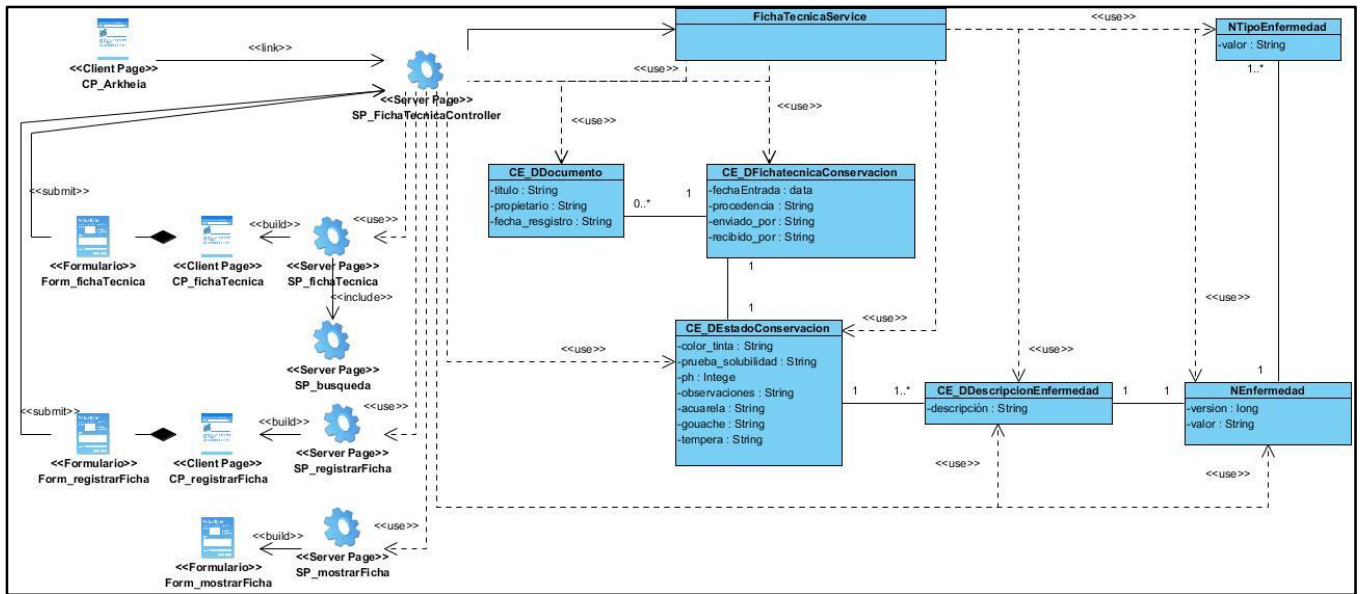 FichaTecnicaService
<<use>>
NTipoEnfermedad
-valor : String
1..*
<<link>>
<<Client Page>>
CP_Arkheia
<<use>>
<<Server Page>>
SP_FichaTecnicaController
<<use>>
<<use>>
<<use>>
CE_DDocumento
-titulo : String
-propietario : String
-fecha_resgistro : String
0..*
1
CE_DFichatecnicaConservacion
-fechaEntrada : data
-procedencia : String
-enviado_por : String
-recibido_por : String
1
1
<<submit>>
<<build>>
<<use>>
<<Formulario>>
Form_fichaTecnica
<<Client Page>>
CP_fichaTecnica
<<Server Page>>
SP_fichaTecnica
<<include>>
<<Server Page>>
SP_busqueda
CE_DEstadoConservacion
-color_tinta : String
-prueba_solubilidad : String
-ph : Intege
-observaciones : String
-acuarela : String
-gouache : String
-tempera : String
<<use>>
<<use>>
<<use>>
<<use>>
1
1..*
CE_DDescripcionEnfermedad
-descripción : String
1
1
1
NEnfermedad
-version : long
-valor : String
<<use>>
<<use>>
<<submit>>
<<build>>
<<use>>
<<Formulario>>
Form_registrarFicha
<<Client Page>>
CP_registrarFicha
<<Server Page>>
SP_registrarFicha
<<build>>
<<use>>
<<Formulario>>
Form_mostrarFicha
<<Server Page>>
SP_mostrarFicha